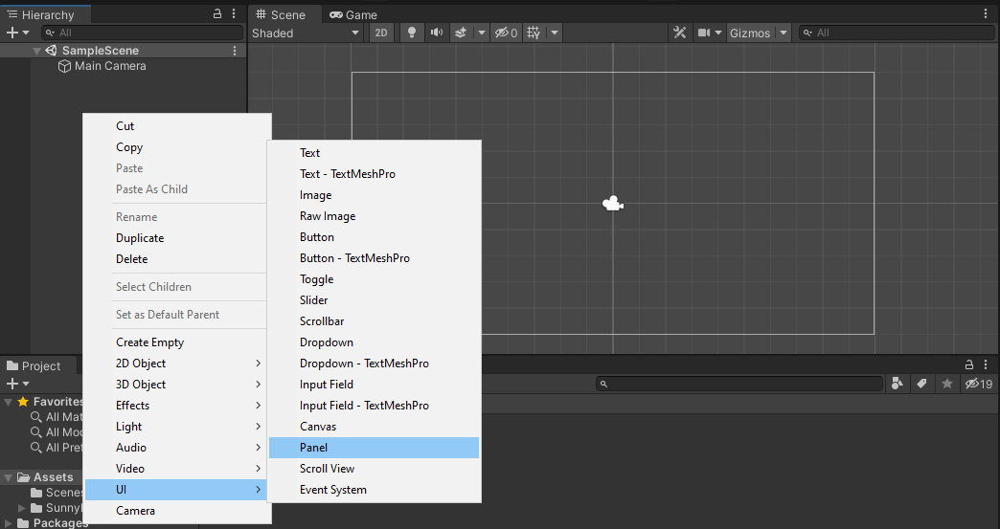 Hierarchy
All
SampleScene
Main Camera
Scene
Game
Shaded
2D
0
Gizmos
All
Cut
Copy
Paste
Paste As Child
Rename
Duplicate
Delete
Select Children
Set as Default Parent
Create Empty
2D Object
3D Object
Effects
Light
Audio
Video
UI
Camera
Text
Text - TextMeshPro
Image
Raw Image
Button
Button - TextMeshPro
Toggle
Slider
Scrollbar
Dropdown
Dropdown - TextMeshPro
Input Field
Input Field - TextMeshPro
Canvas
Panel
Scroll View
Event System
Project
19
Favorites
All Mat
All Mod
All Pref
Assets
Scenes
Sunny
Packages